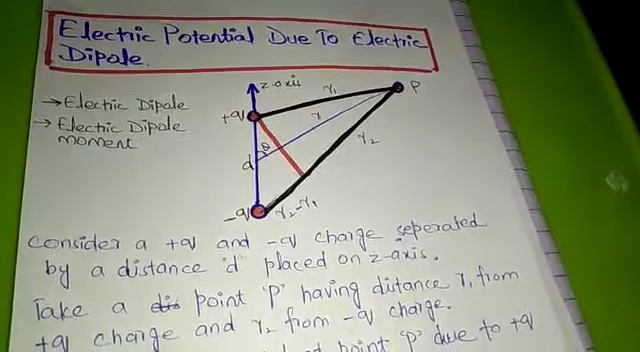 Electric Potential Due To Electric
Dipole.
→ Electric Dipole
→ Electric Dipole
moment
z-axis
r₁
P
+q
r
θ
r₂
d
-q
r₂-r₁
Consider a +q and -q charge seperated
by a distance 'd' placed on z-axis.
Take a point 'P' having distance r₁ from
+q charge and r₂ from -q charge.
at point 'P' due to +q